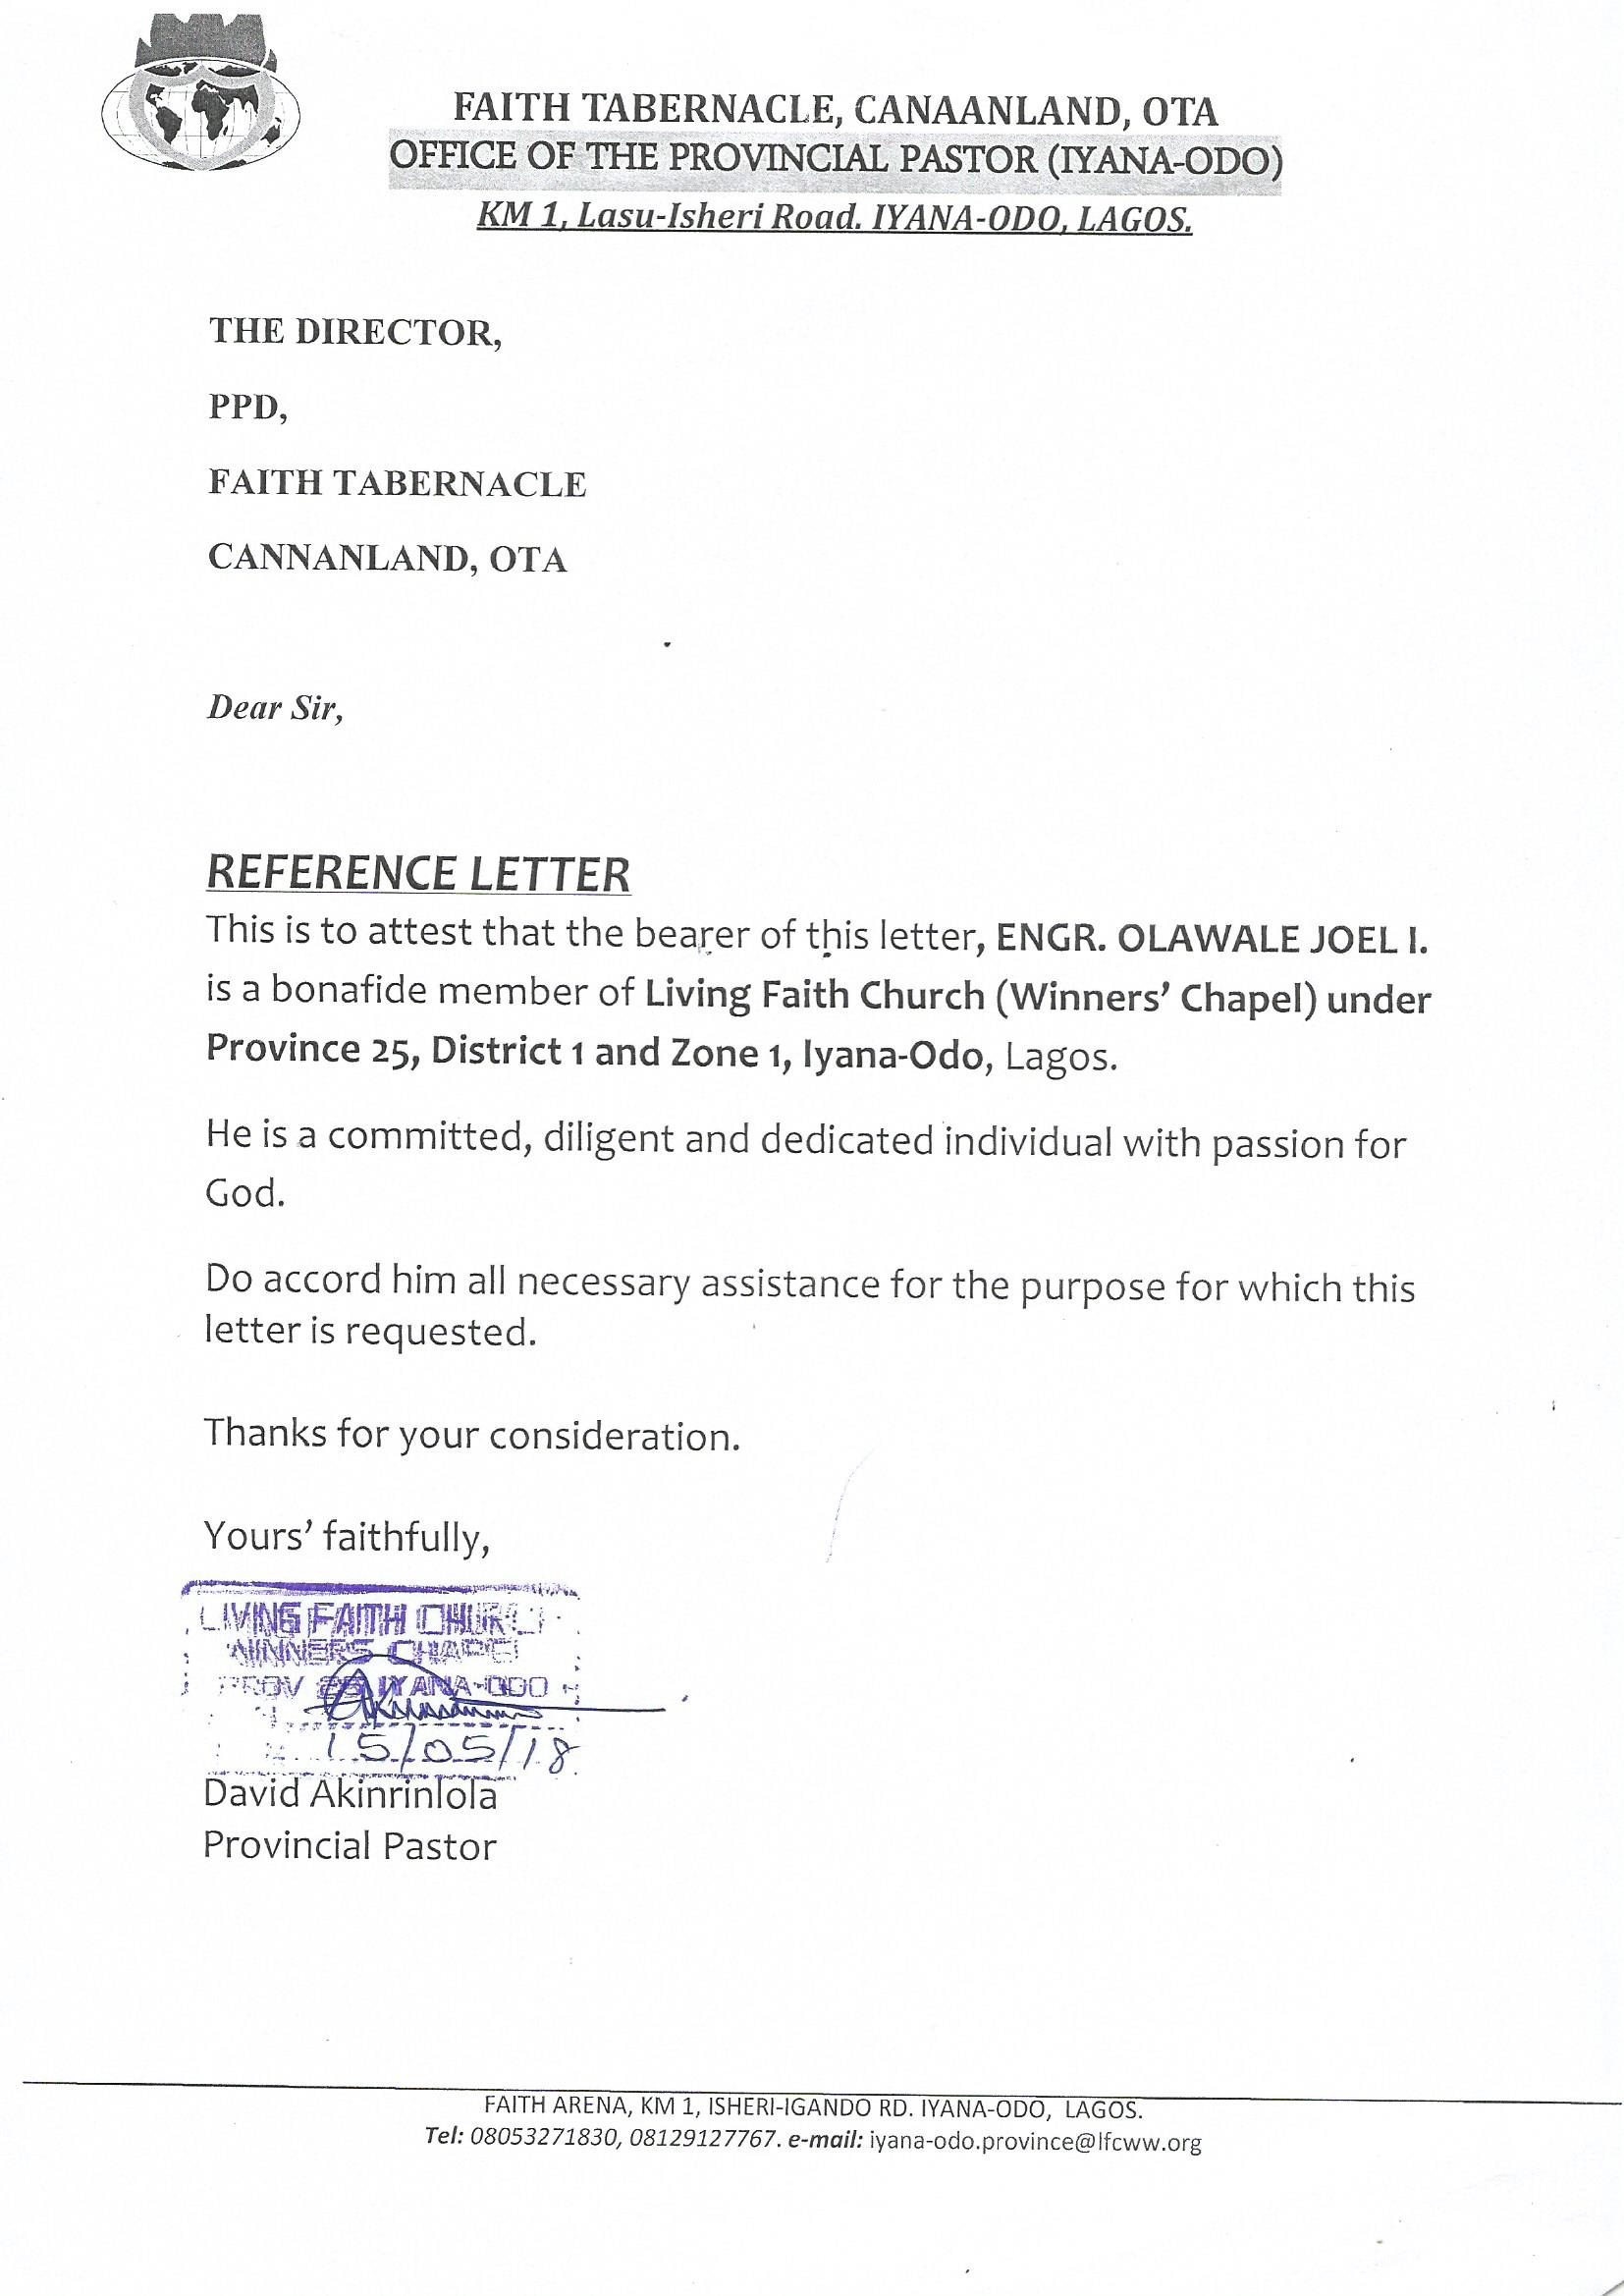 FAITH TABERNACLE, CANAANLAND, OTA
OFFICE OF THE PROVINCIAL PASTOR (IYANA-ODO)
KM 1, Lasu-Isheri Road. IYANA-ODO, LAGOS.
THE DIRECTOR,
PPD,
FAITH TABERNACLE
CANNANLAND, OTA
Dear Sir,
REFERENCE LETTER
This is to attest that the bearer of this letter, ENGR. OLAWALE JOEL I.
is a bonafide member of Living Faith Church (Winners’ Chapel) under
Province 25, District 1 and Zone 1, Iyana-Odo, Lagos.
He is a committed, diligent and dedicated individual with passion for
God.
Do accord him all necessary assistance for the purpose for which this
letter is requested.
Thanks for your consideration.
Yours’ faithfully,
LIVING FAITH CHURCH
WINNERS CHAPEL
PROV 25 IYANA-ODO
15/05/18
David Akinrinlola
Provincial Pastor
FAITH ARENA, KM 1, ISHERI-IGANDO RD. IYANA-ODO, LAGOS.
Tel: 08053271830, 08129127767. e-mail: iyana-odo.province@lfcww.org